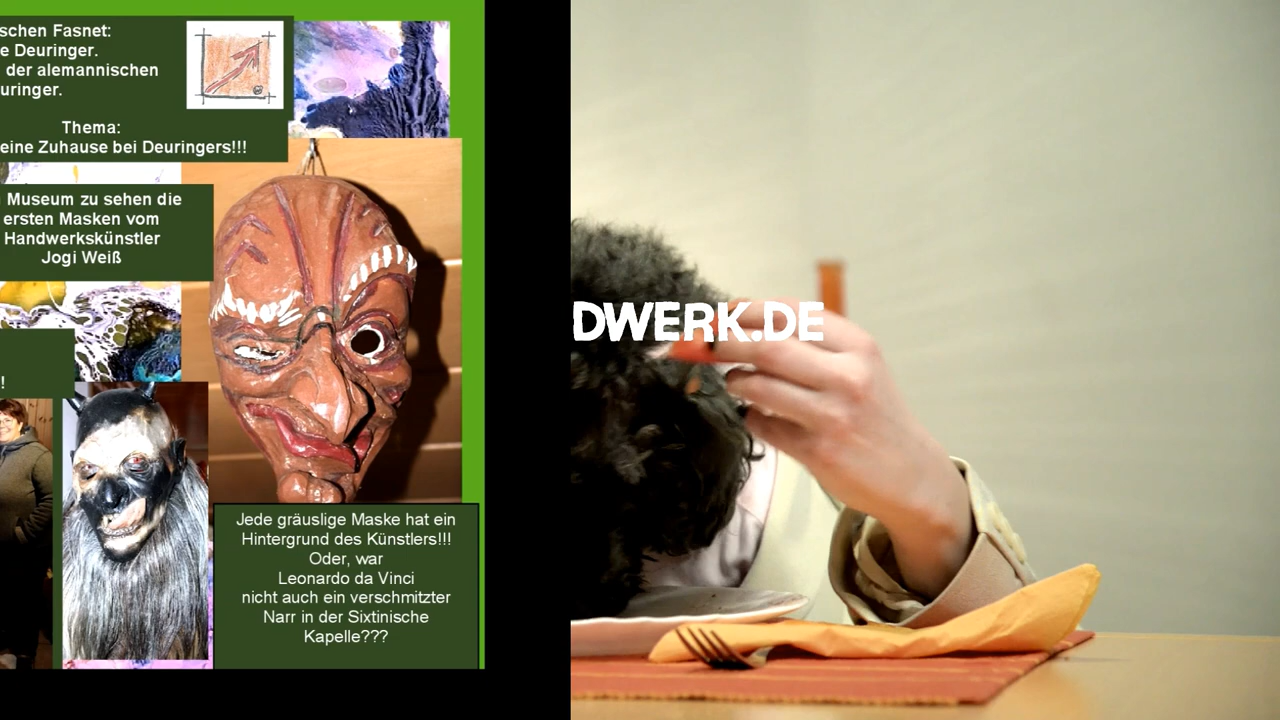 schen Fasnet:
e Deuringer.
der alemannischen
uringer.
Thema:
eine Zuhause bei Deuringers!!!
Museum zu sehen die
ersten Masken vom
Handwerkskünstler
Jogi Weiß
!
Jede gräuslige Maske hat ein
Hintergrund des Künstlers!!!
Oder, war
Leonardo da Vinci
nicht auch ein verschmitzter
Narr in der Sixtinische
Kapelle???
DWERK.DE